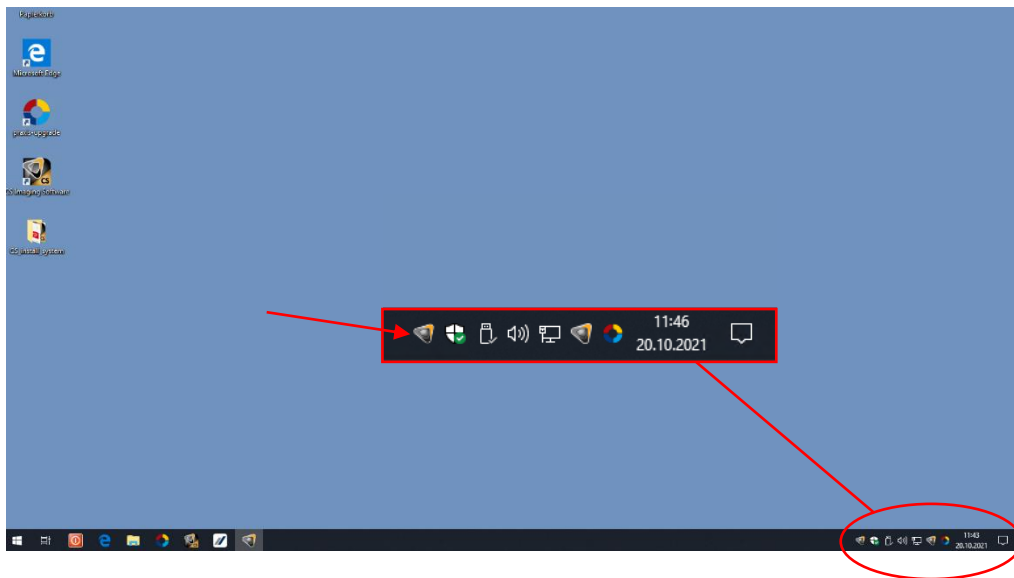 Papierkorb
Microsoft Edge
praxis-upgrade
CS
CS Imaging Software
CS_install_system
11:46
20.10.2021
11:43
20.10.2021